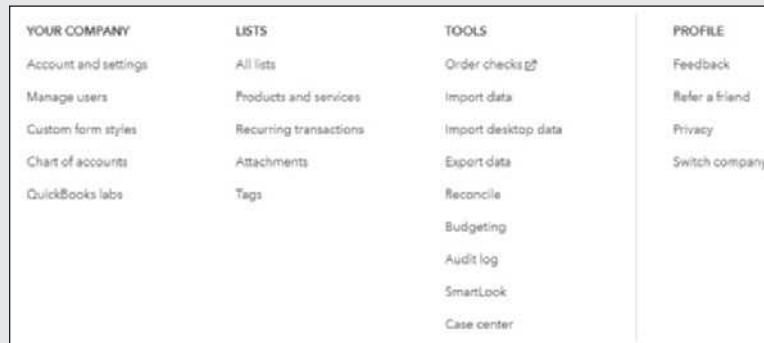 YOUR COMPANY
Account and settings
Manage users
Custom form styles
Chart of accounts
QuickBooks labs
LISTS
All lists
Products and services
Recurring transactions
Attachments
Tags
TOOLS
Order checks
Import data
Import desktop data
Export data
Reconcile
Budgeting
Audit log
SmartLook
Case center
PROFILE
Feedback
Refer a friend
Privacy
Switch company